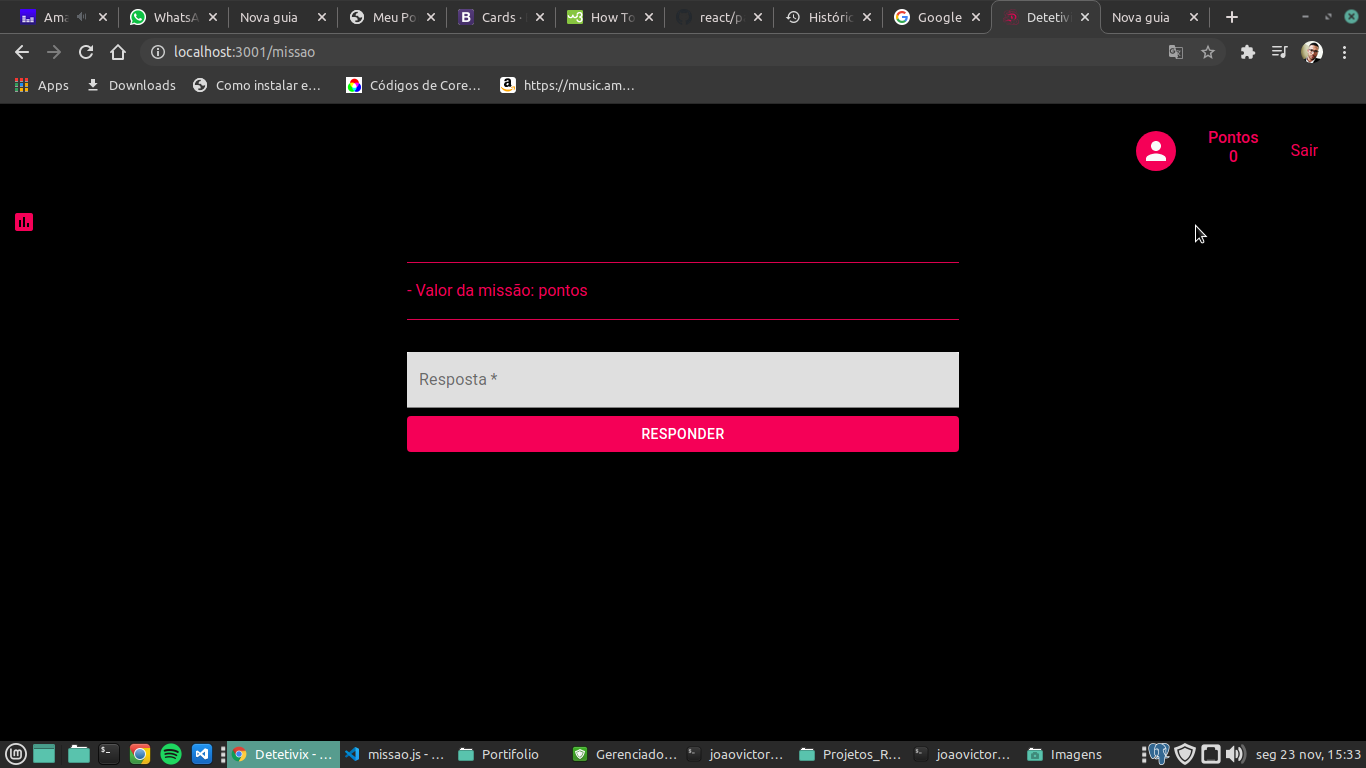 Ama
WhatsA
Nova guia
Meu Po
Cards ·
How To
react/p
Históric
Google
Detetivi
Nova guia
localhost:3001/missao
Apps
Downloads
Como instalar e...
Códigos de Core...
https://music.am...
Pontos
0
Sair
- Valor da missão: pontos
Resposta *
RESPONDER
Detetivix - ...
missao.js - ...
Portifolio
Gerenciado...
joaovictor...
Projetos_R...
joaovictor...
Imagens
seg 23 nov, 15:33